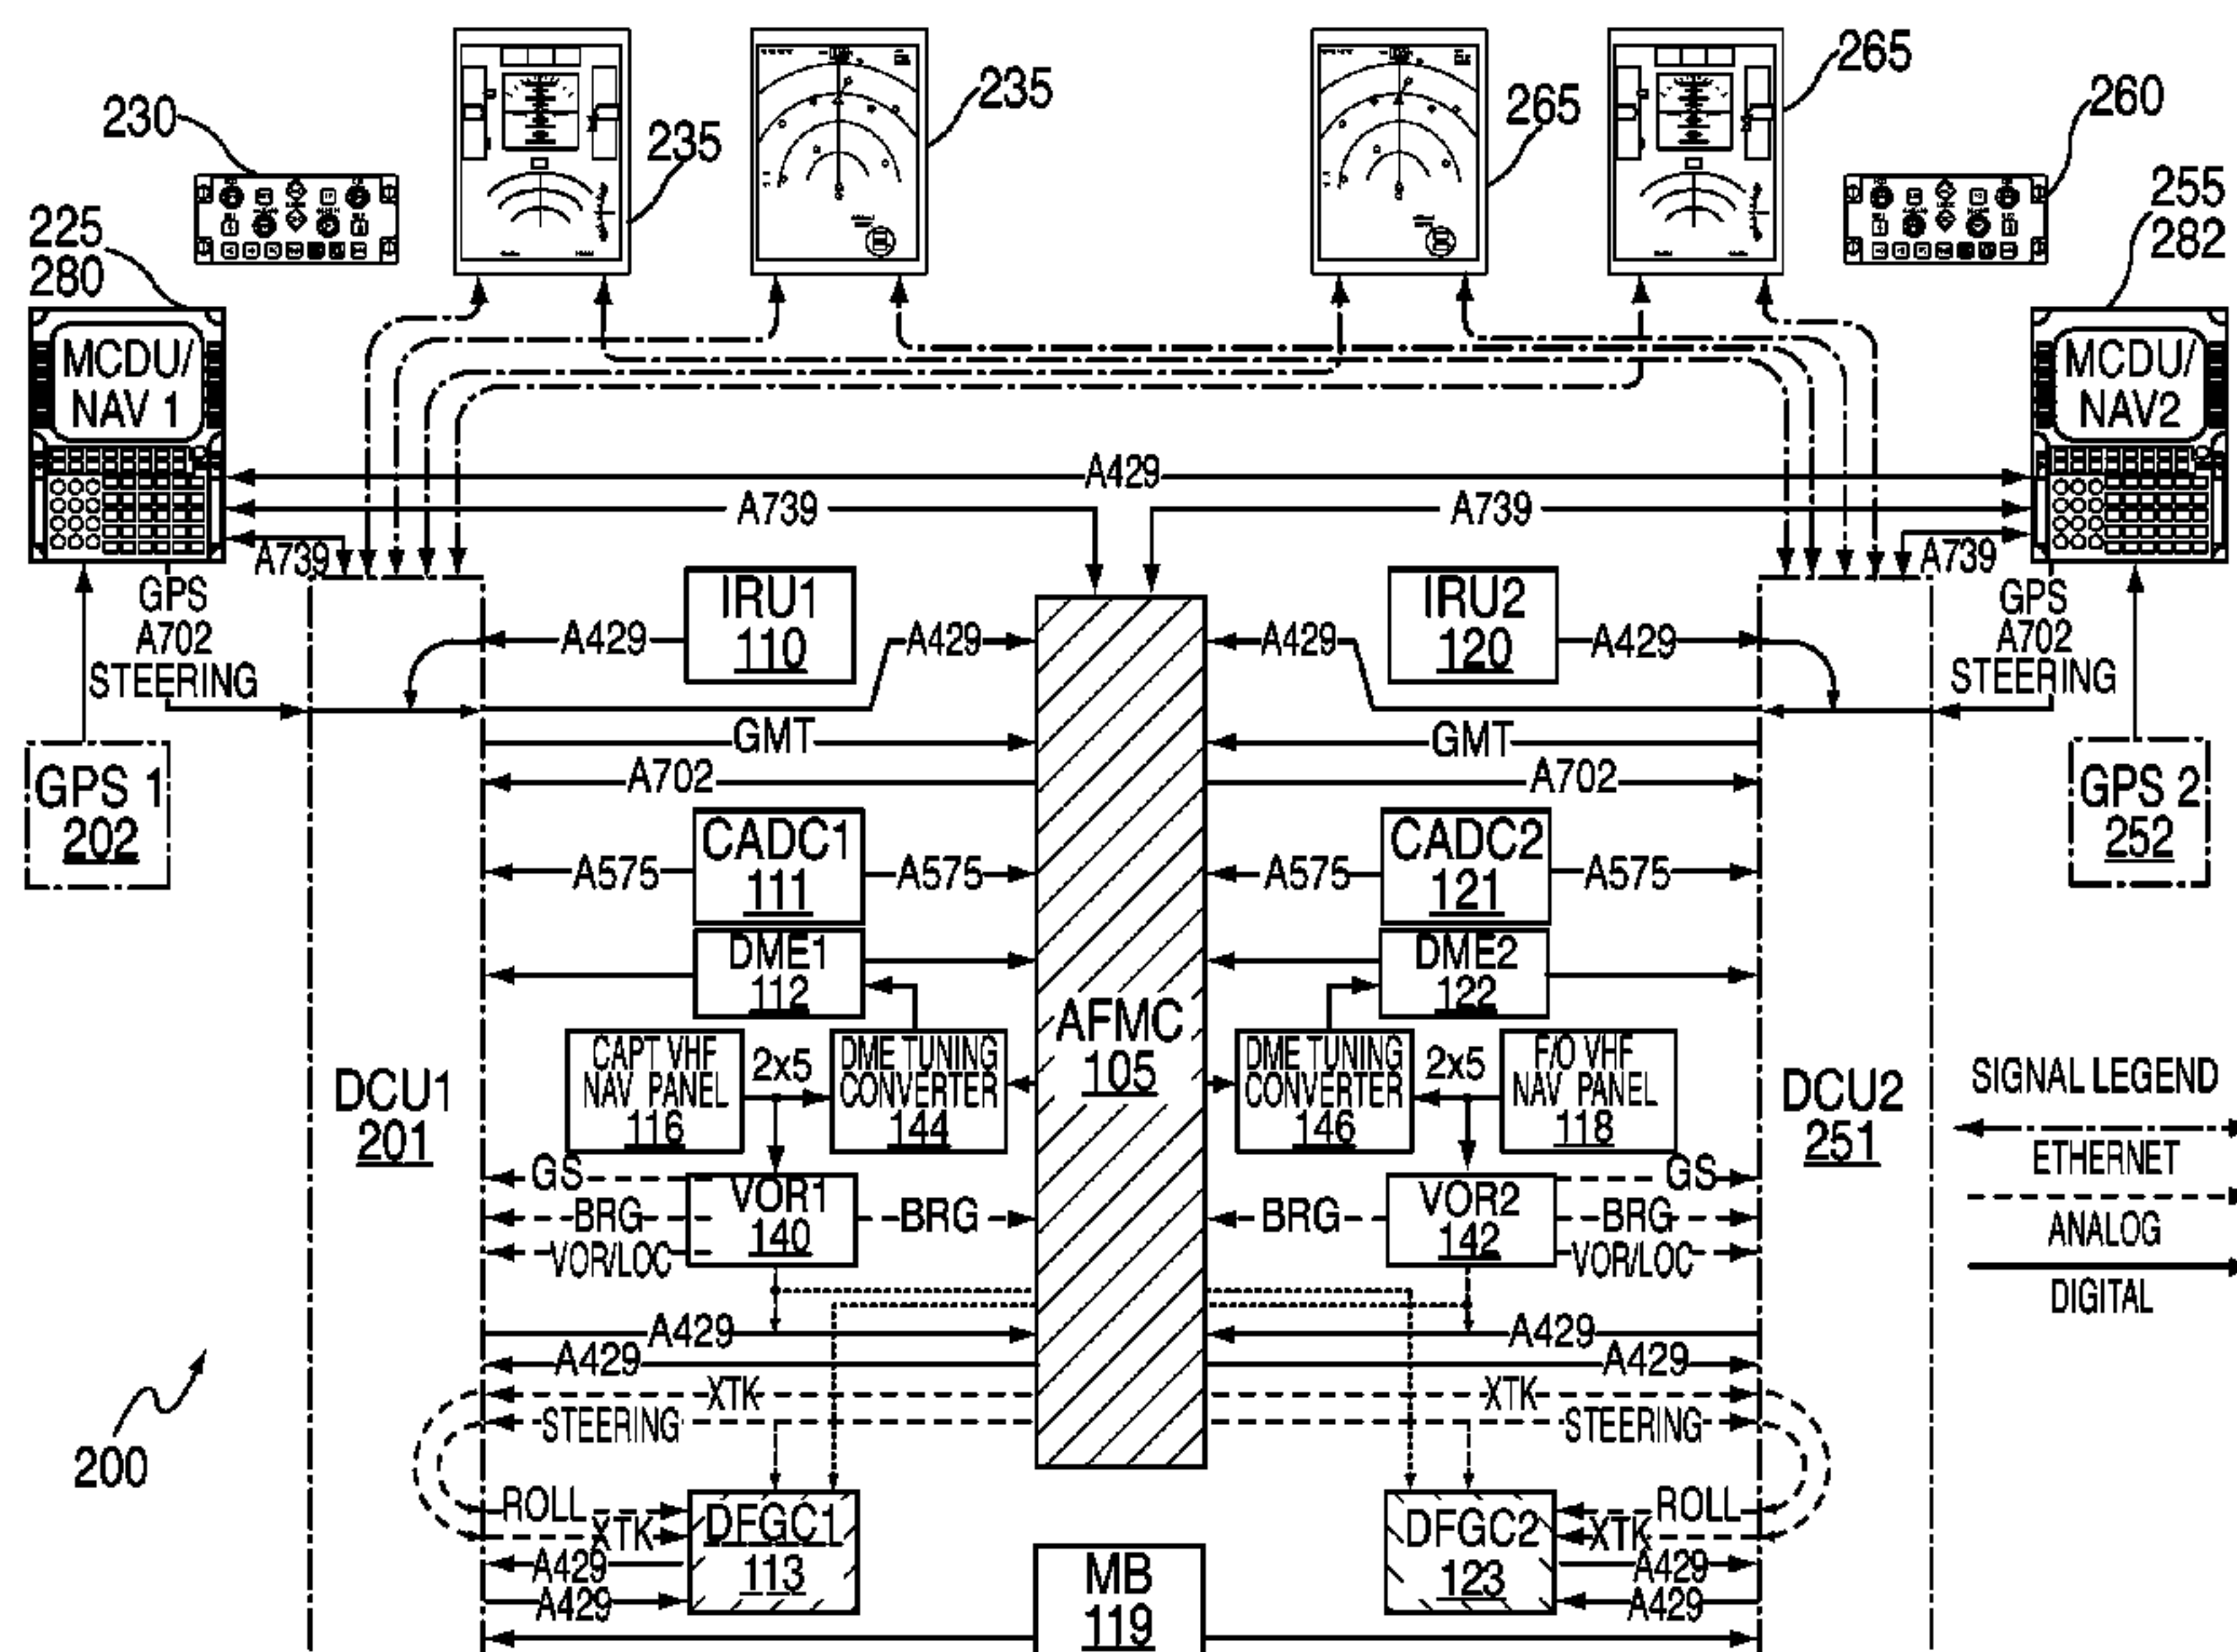 230
235
235
265
265
260
225
280
255
282
MCDU/
NAV 1
MCDU/
NAV2
A429
A739
A739
A739
A739
GPS
A702
STEERING
GPS
A702
STEERING
IRU1
110
IRU2
120
A429
A429
A429
A429
GMT
GMT
A702
A702
GPS 1
202
GPS 2
252
CADC1
111
CADC2
121
A575
A575
A575
A575
DME1
112
DME2
122
AFMC
105
CAPT VHF
NAV PANEL
116
2x5
DME TUNING
CONVERTER
144
DME TUNING
CONVERTER
146
2x5
F/O VHF
NAV PANEL
118
DCU1
201
DCU2
251
SIGNAL LEGEND
ETHERNET
ANALOG
DIGITAL
GS
BRG
VOR/LOC
VOR1
140
BRG
BRG
VOR2
142
GS
BRG
VOR/LOC
A429
A429
A429
A429
XTK
XTK
STEERING
STEERING
200
ROLL
XTK
A429
A429
DFGC1
113
DFGC2
123
ROLL
XTK
A429
A429
MB
119